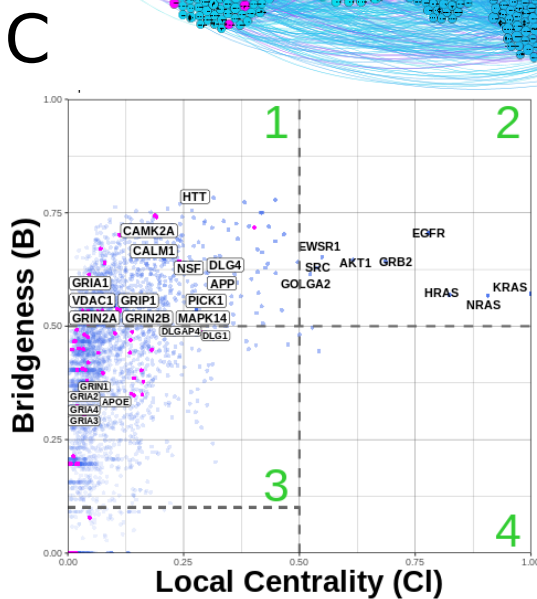 C
1.00
1
2
HTT
0.75
CAMK2A
EGFR
CALM1
EWSR1
NSF
DLG4
SRC
AKT1
GRB2
GRIA1
APP
GOLGA2
KRAS
HRAS
VDAC1
GRIP1
PICK1
NRAS
GRIN2A
GRIN2B
MAPK14
0.50
DLGAP4
DLG1
GRIN1
GRIA2
APOE
GRIA4
GRIA3
0.25
3
4
0.00
0.00
0.25
0.50
0.75
1.00
Bridgeness (B)
Local Centrality (Cl)